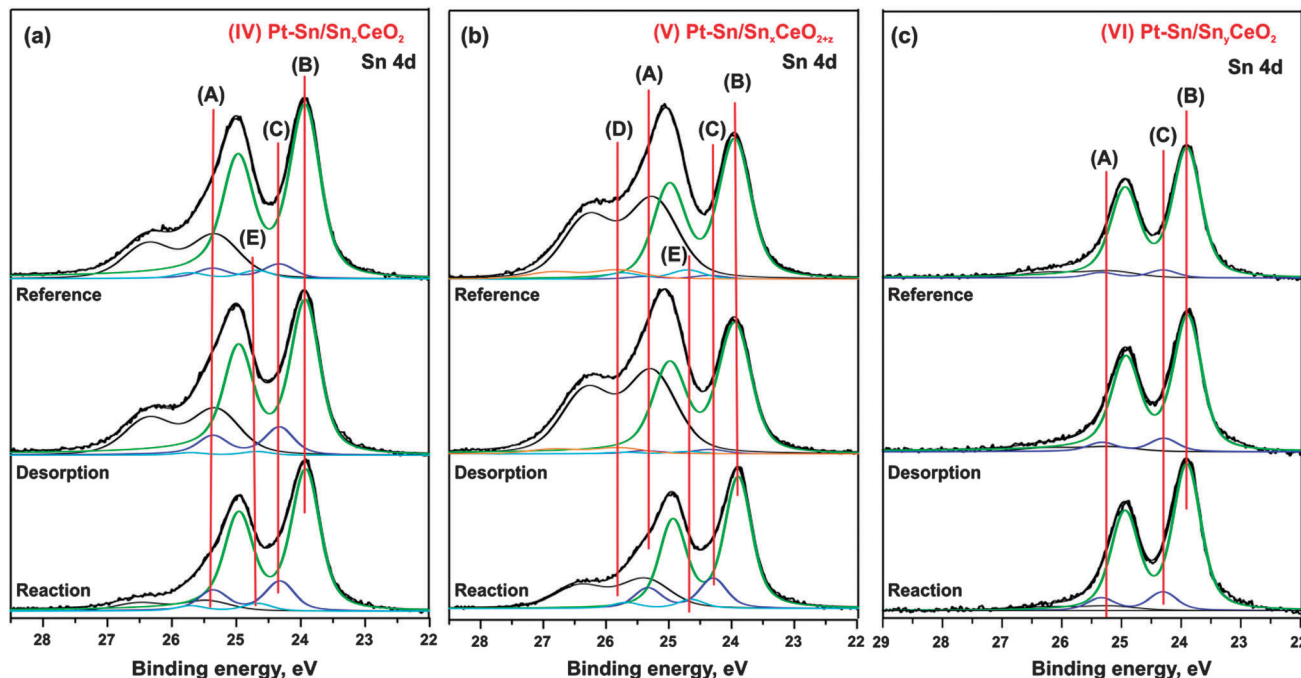 (a)
(IV) Pt-Sn/SnₓCeO₂
Sn 4d
(A)
(B)
(C)
(E)
Reference
Desorption
Reaction
28 27 26 25 24 23 22
Binding energy, eV
(b)
(V) Pt-Sn/SnₓCeO₂₊z
Sn 4d
(A)
(B)
(D)
(C)
(E)
Reference
Desorption
Reaction
28 27 26 25 24 23 22
Binding energy, eV
(c)
(VI) Pt-Sn/SnyCeO₂
Sn 4d
(B)
(C)
(A)
Reference
Desorption
Reaction
29 28 27 26 25 24 23 22
Binding energy, eV